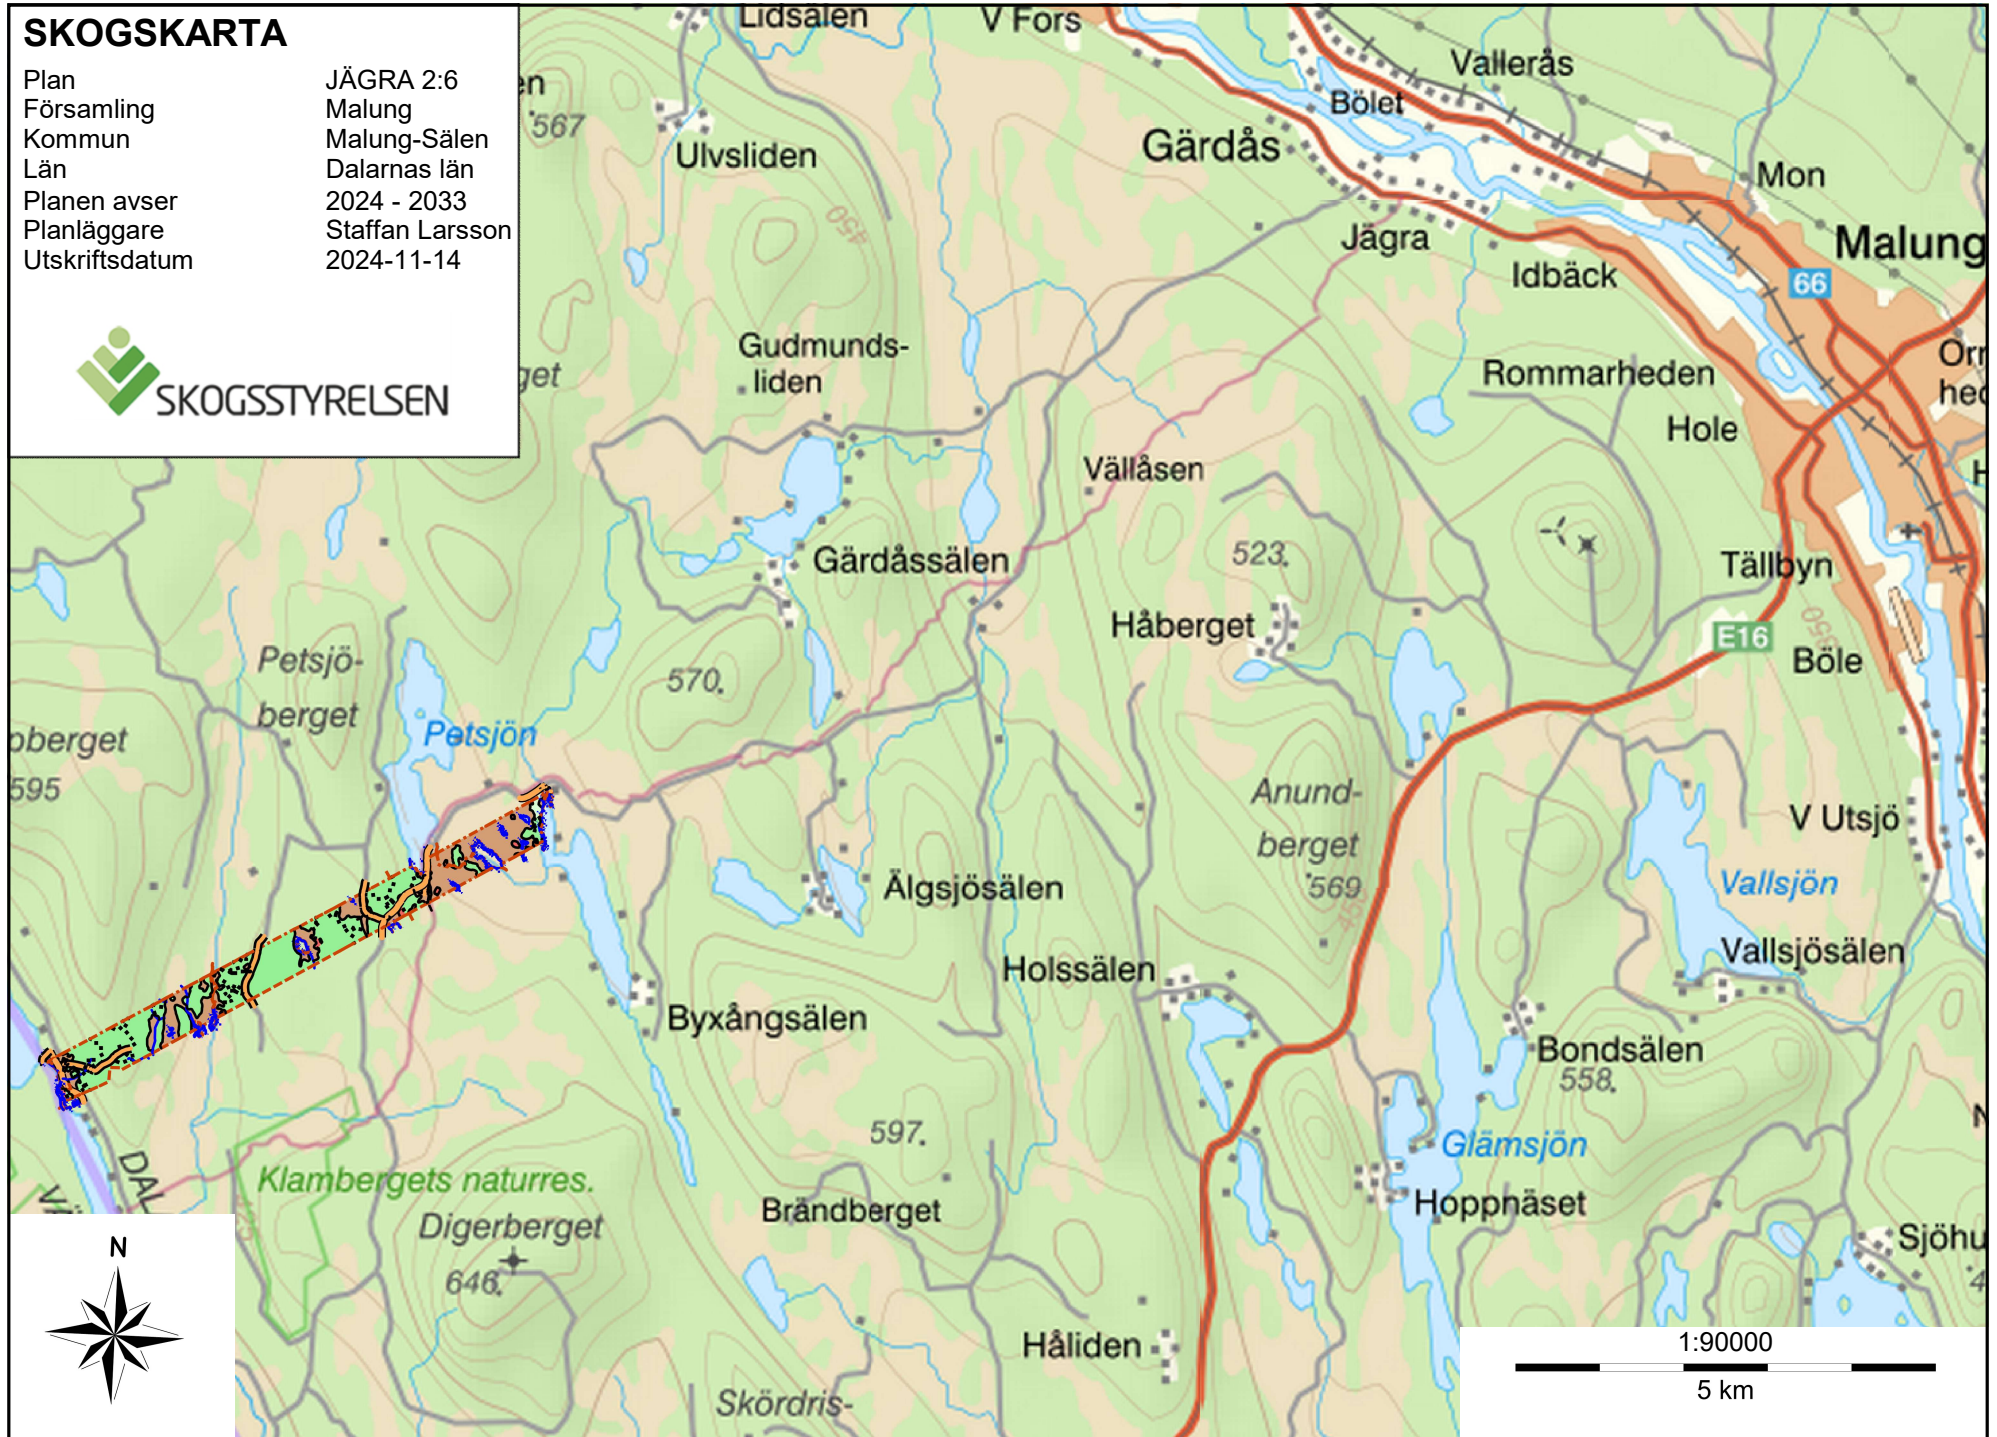 SKOGSKARTA
Plan JÄGRA 2:6
Församling Malung
Kommun Malung-Sälen
Län Dalarnas län
Planen avser 2024 - 2033
Planläggare Staffan Larsson
Utskriftsdatum 2024-11-14
SKOGSSTYRELSEN
Lidsälen
V Fors
Vallerås
Bölet
567
Ulvsliden
Gärdås
Mon
450
Jägra
Malung
Idbäck
66
Gudmunds-
liden
Rommarheden
Hole
Vällåsen
Gärdåssälen
523
Tällbyn
Håberget
E16
Böle
Petsjö-
berget
570
Petsjön
berget
595
Anund-
berget
569
V Utsjö
Vallsjön
Älgsjösälen
Vallsjösälen
Holssälen
Byxångsälen
Bondsälen
558
597
Glämsjön
Klambergets naturres.
Digerberget
646
Brändberget
Hoppnäset
Håliden
Skördris-
N
1:90000
5 km